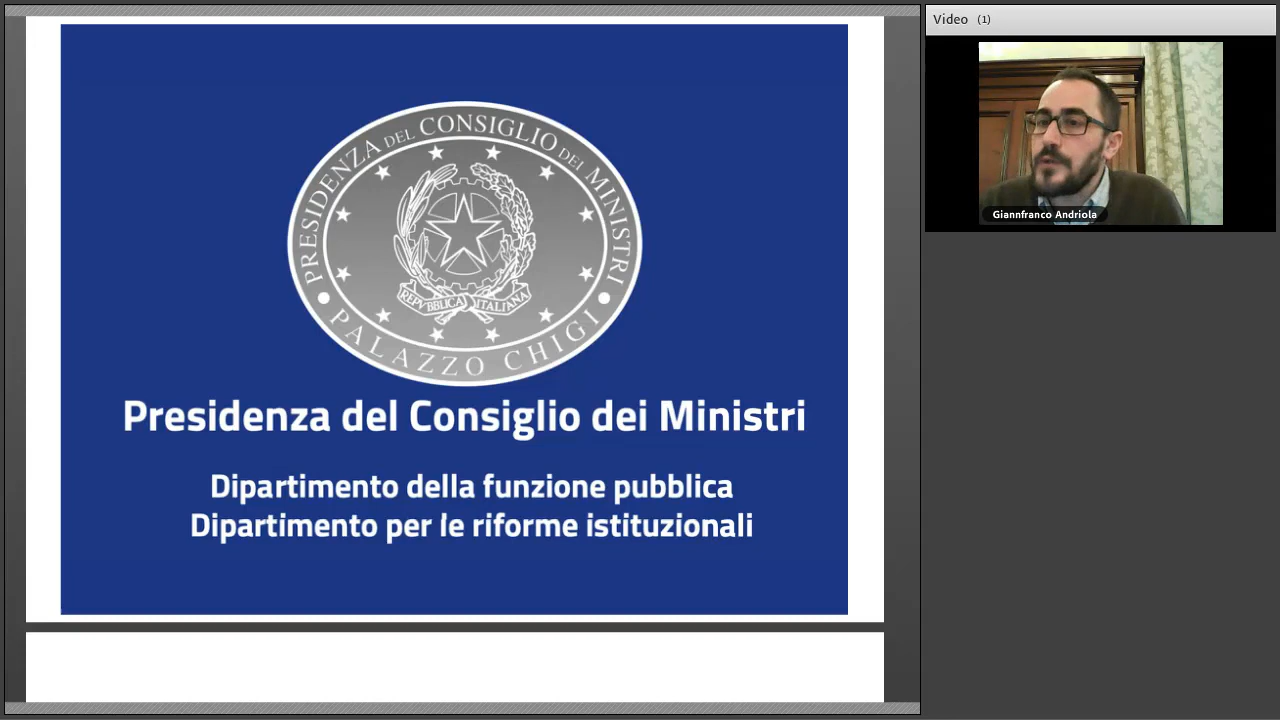 Video (1)
Giannfranco Andriola
PRESIDENZA DEL CONSIGLIO DEI MINISTRI
REPVBBLICA ITALIANA
PALAZZO CHIGI
Presidenza del Consiglio dei Ministri
Dipartimento della funzione pubblica
Dipartimento per le riforme istituzionali